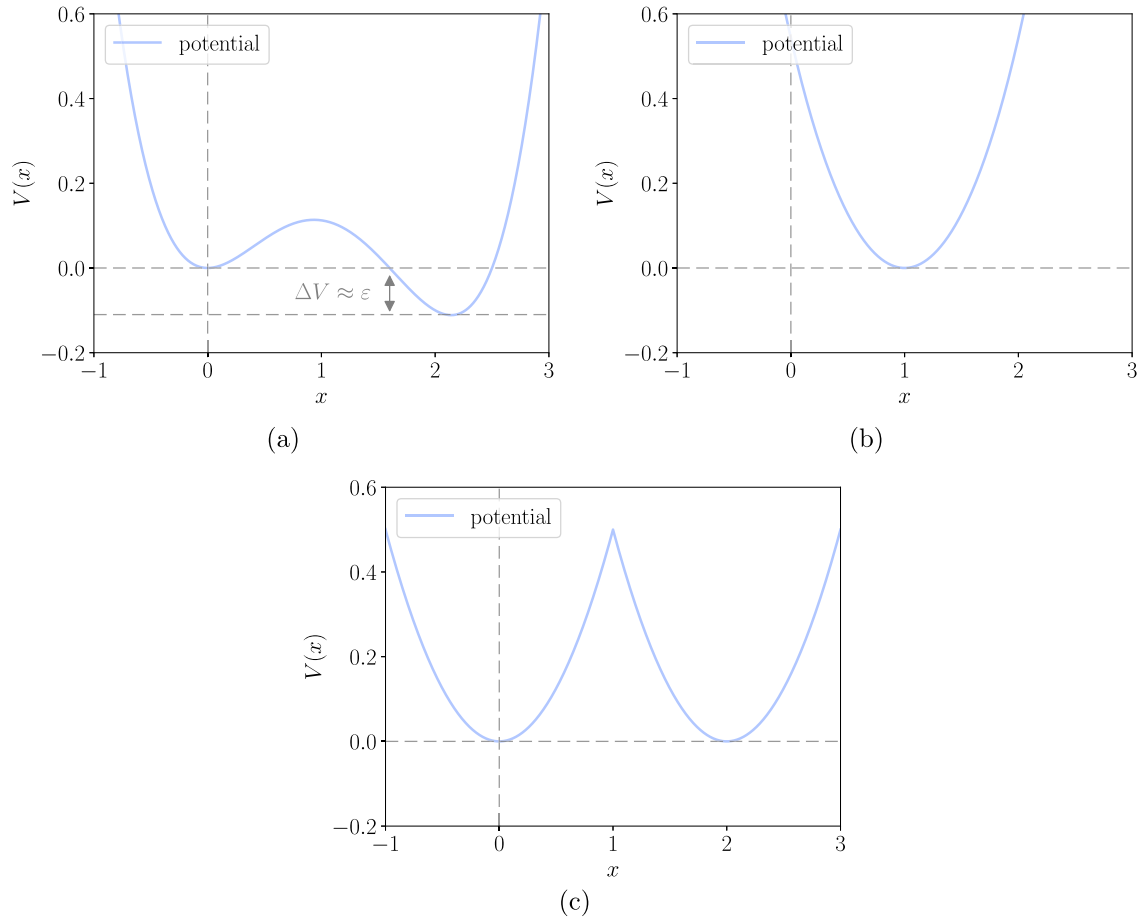 potential
0.6
0.4
0.2
0.0
−0.2
V(x)
ΔV ≈ ε
−1 0 1 2 3
x
(a)
potential
0.6
0.4
0.2
0.0
−0.2
V(x)
−1 0 1 2 3
x
(b)
potential
0.6
0.4
0.2
0.0
−0.2
V(x)
−1 0 1 2 3
x
(c)